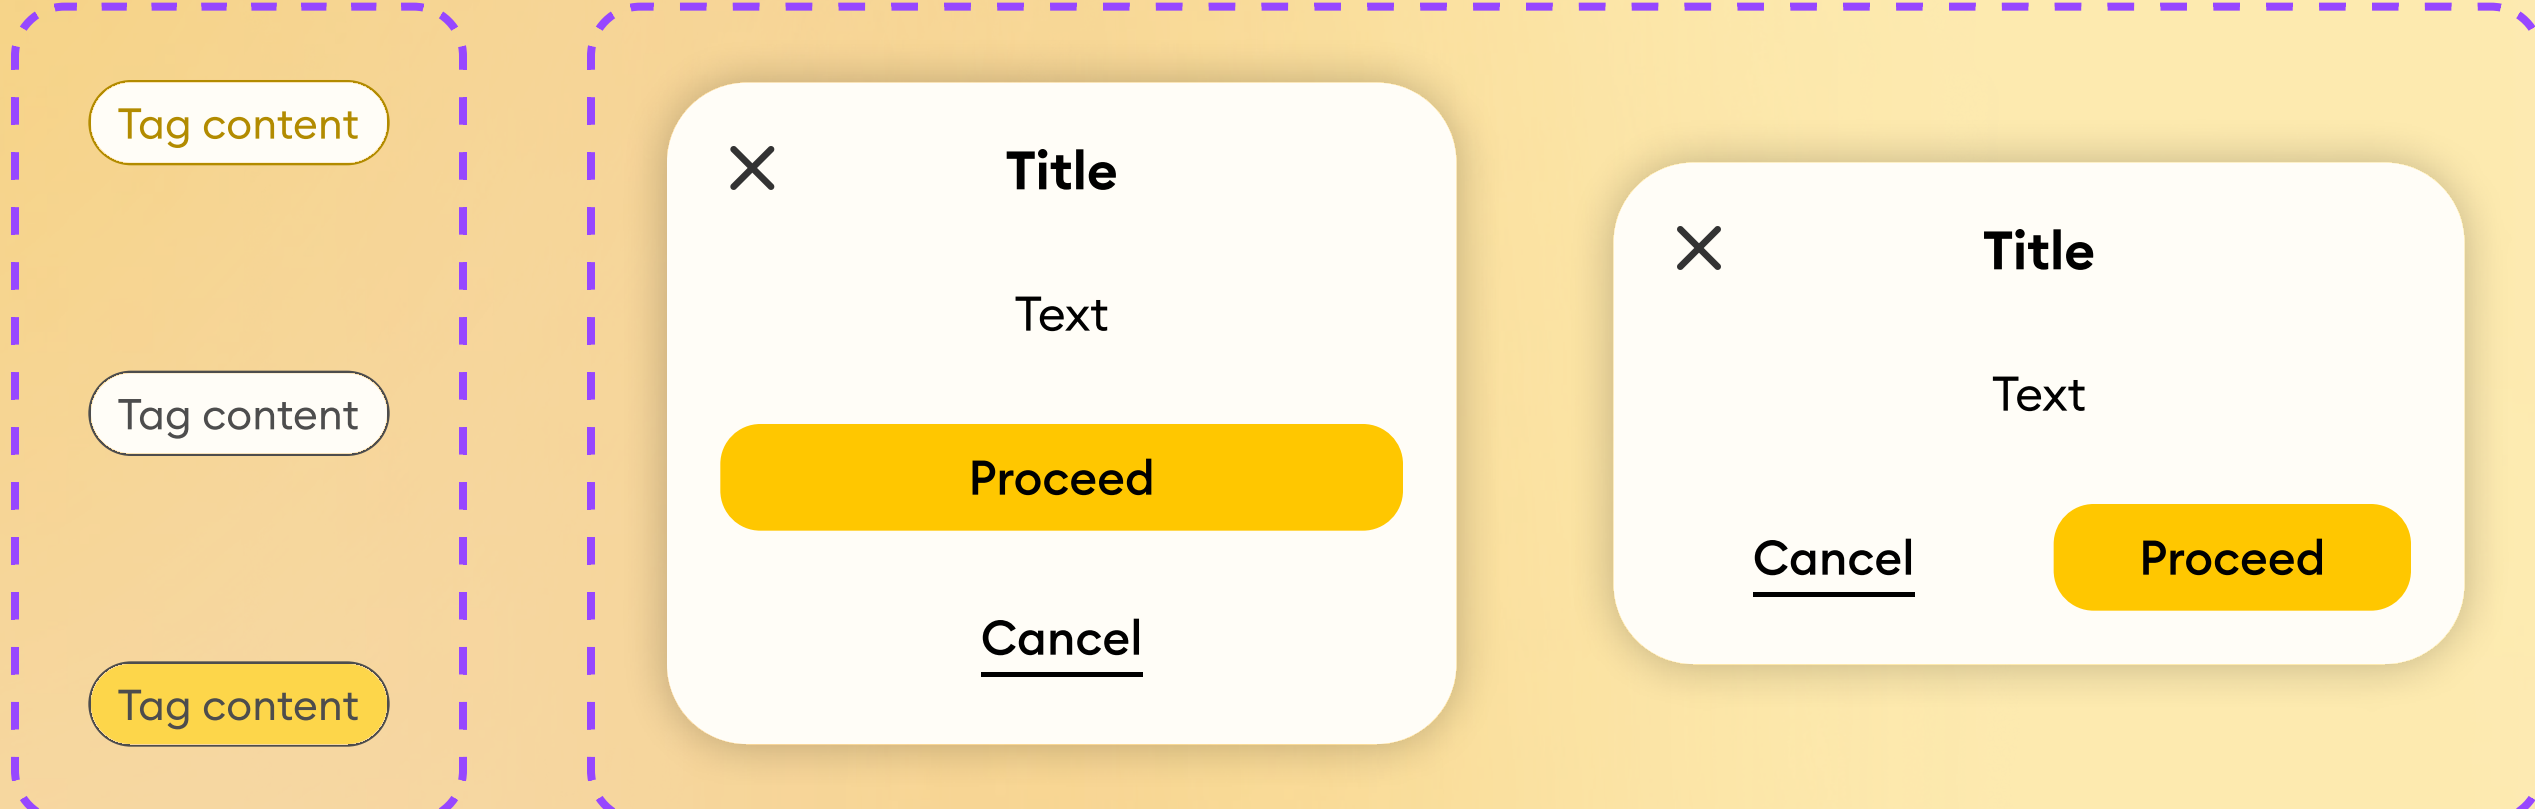 Tag content
Tag content
Tag content
Title
Text
Proceed
Cancel
Title
Text
Cancel
Proceed